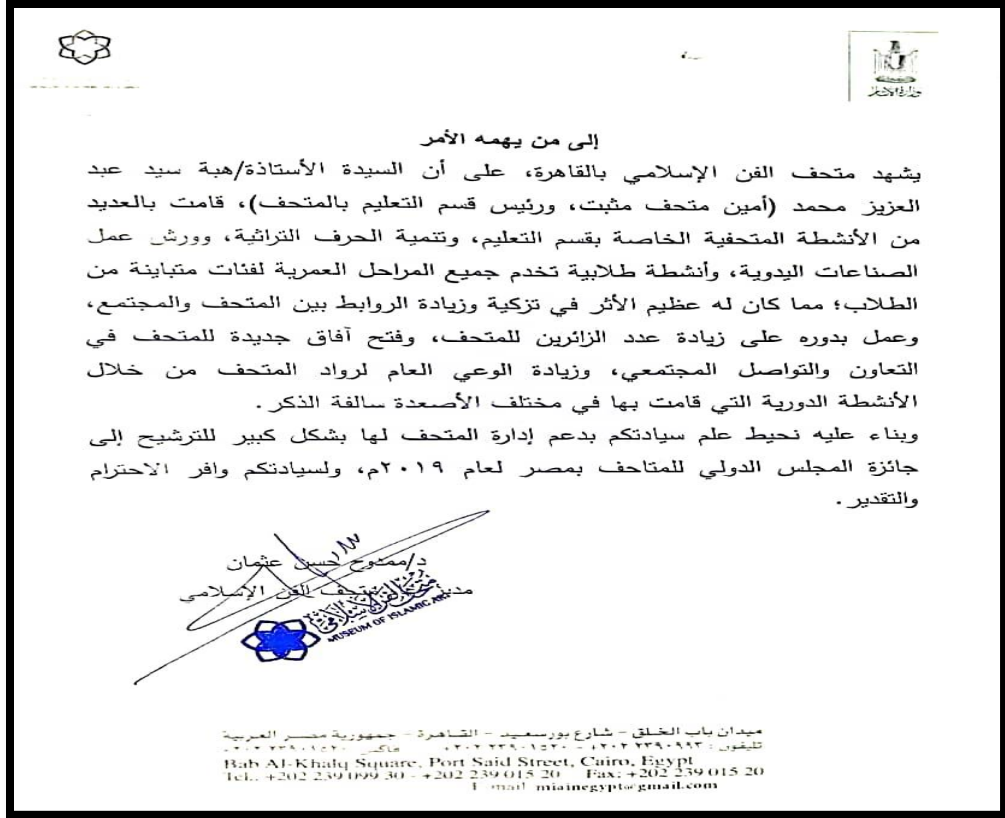 وزارة الآثار
إلى من يهمه الأمر
يشهد متحف الفن الإسلامي بالقاهرة، على أن السيدة الأستاذة/هبة سيد عبد
العزيز محمد (أمين متحف مثبت، ورئيس قسم التعليم بالمتحف)، قامت بالعديد
من الأنشطة المتحفية الخاصة بقسم التعليم، وتنمية الحرف التراثية، وورش عمل
الصناعات اليدوية، وأنشطة طلابية تخدم جميع المراحل العمرية لفئات متباينة من
الطلاب؛ مما كان له عظيم الأثر في تزكية وزيادة الروابط بين المتحف والمجتمع،
وعمل بدوره على زيادة عدد الزائرين للمتحف، وفتح آفاق جديدة للمتحف في
التعاون والتواصل المجتمعي، وزيادة الوعي العام لرواد المتحف من خلال
الأنشطة الدورية التي قامت بها في مختلف الأصعدة سالفة الذكر.
وبناء عليه نحيط علم سيادتكم بدعم إدارة المتحف لها بشكل كبير للترشيح إلى
جائزة المجلس الدولي للمتاحف بمصر لعام ٢٠١٩م، ولسيادتكم وافر الاحترام
والتقدير.
د/ممدوح حسن عثمان
متحف الفن الإسلامي
متحف الفن الإسلامي
MUSEUM OF ISLAMIC ART
ميدان باب الخلق - شارع بورسعيد - القاهرة - جمهورية مصر العربية
تليفون: فاكس
Bab Al-Khalq Square, Port Said Street, Cairo, Egypt
Tel.: +202 239 099 30 - +202 239 015 20 Fax: +202 239 015 20
E-mail miainegypt@gmail.com